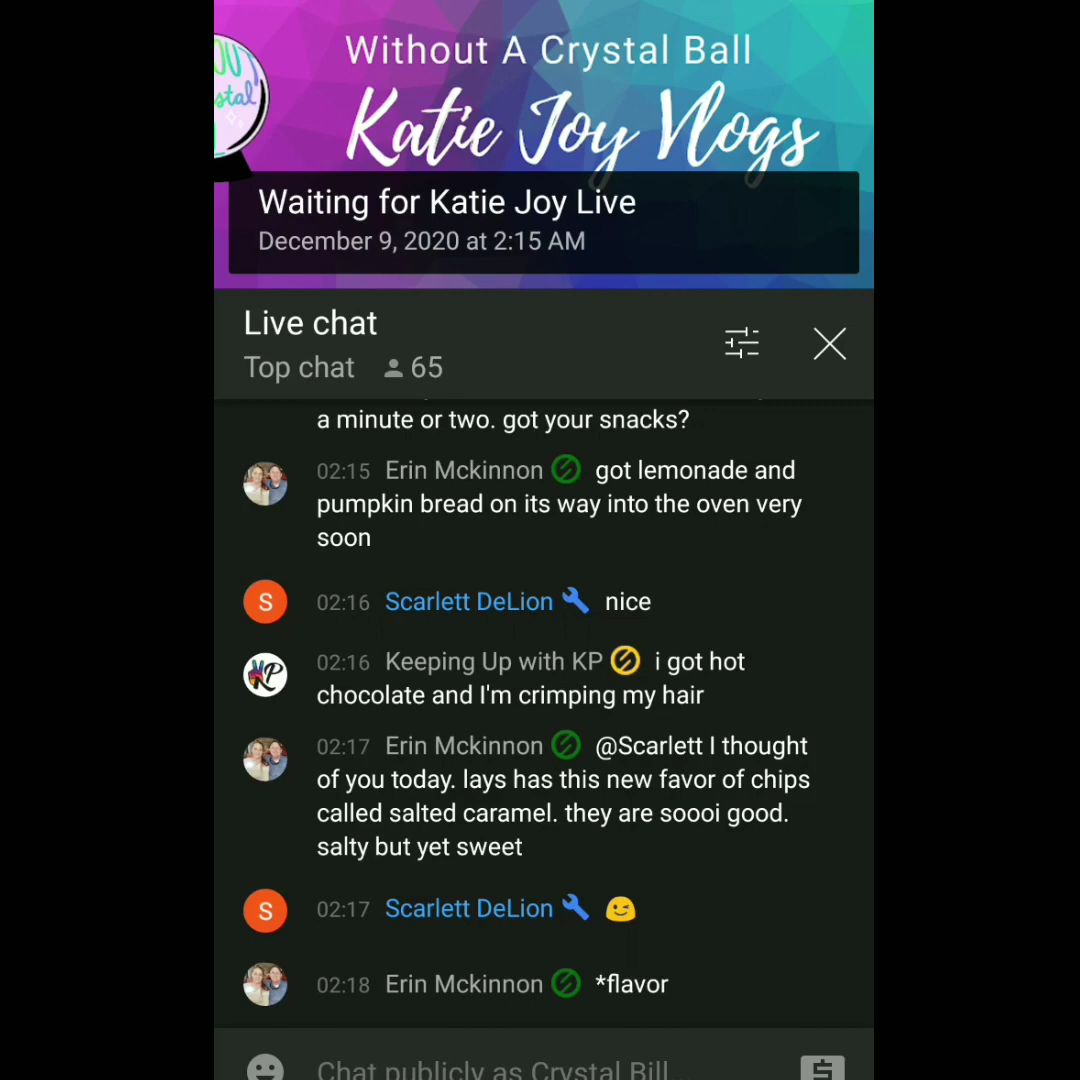 OUT
stal
Without A Crystal Ball
Katie Joy Vlogs
Waiting for Katie Joy Live
December 9, 2020 at 2:15 AM
Live chat
Top chat 65
a minute or two. got your snacks?
02:15 Erin Mckinnon got lemonade and
pumpkin bread on its way into the oven very
soon
S 02:16 Scarlett DeLion nice
KP 02:16 Keeping Up with KP i got hot
chocolate and I'm crimping my hair
02:17 Erin Mckinnon @Scarlett I thought
of you today. lays has this new favor of chips
called salted caramel. they are soooi good.
salty but yet sweet
S 02:17 Scarlett DeLion 😉
02:18 Erin Mckinnon *flavor
Chat publicly as Crystal Bill... $